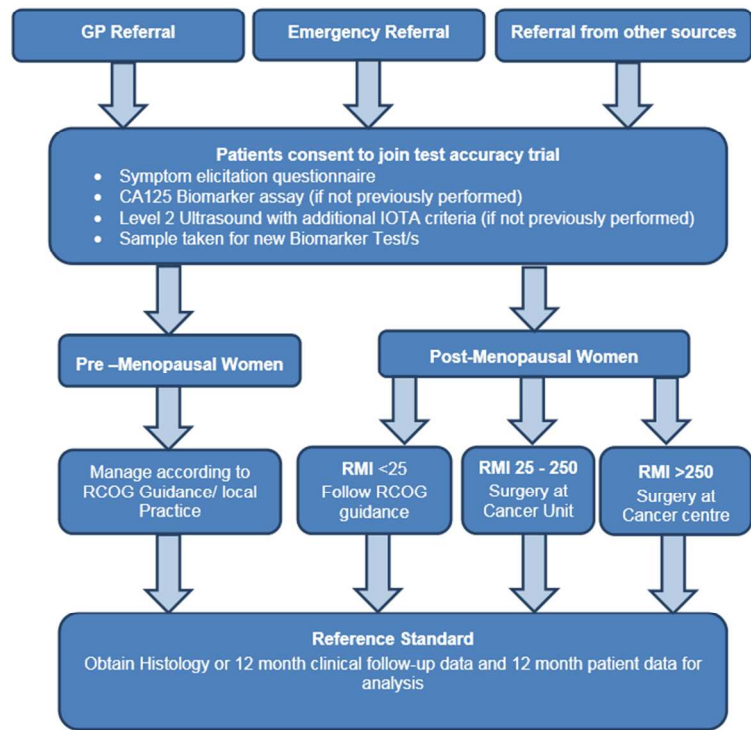 GP Referral
Emergency Referral
Referral from other sources
Patients consent to join test accuracy trial
• Symptom elicitation questionnaire
• CA125 Biomarker assay (if not previously performed)
• Level 2 Ultrasound with additional IOTA criteria (if not previously performed)
• Sample taken for new Biomarker Test/s
Pre –Menopausal Women
Post-Menopausal Women
Manage according to
RCOG Guidance/ local
Practice
RMI <25
Follow RCOG
guidance
RMI 25 - 250
Surgery at
Cancer Unit
RMI >250
Surgery at
Cancer centre
Reference Standard
Obtain Histology or 12 month clinical follow-up data and 12 month patient data for
analysis